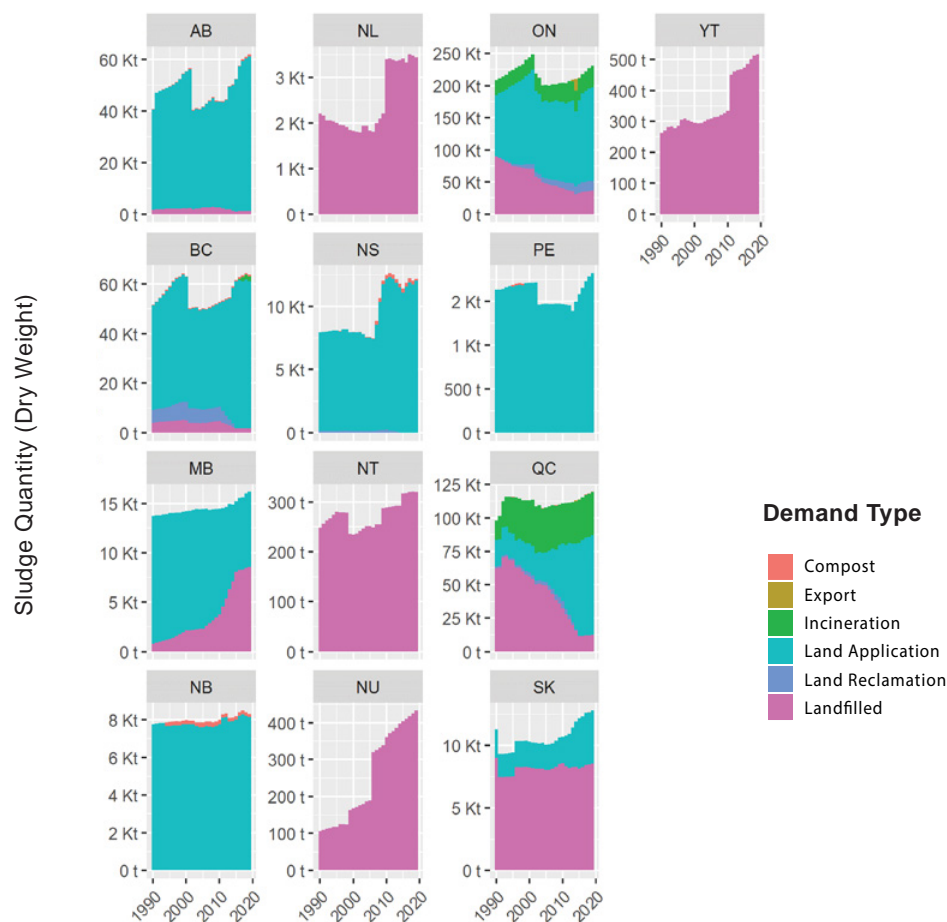 Sludge Quantity (Dry Weight)
AB
60 Kt
40 Kt
20 Kt
0 t
NL
3 Kt
2 Kt
1 Kt
0 t
ON
250 Kt
200 Kt
150 Kt
100 Kt
50 Kt
0 t
YT
500 t
400 t
300 t
200 t
100 t
0 t
1990 2000 2010 2020
BC
60 Kt
40 Kt
20 Kt
0 t
NS
10 Kt
5 Kt
0 t
PE
2 Kt
1 Kt
500 t
0 t
MB
15 Kt
10 Kt
5 Kt
0 t
NT
300 t
200 t
100 t
0 t
QC
125 Kt
100 Kt
75 Kt
50 Kt
25 Kt
0 t
NB
8 Kt
6 Kt
4 Kt
2 Kt
0 t
1990 2000 2010 2020
NU
400 t
300 t
200 t
100 t
0 t
1990 2000 2010 2020
SK
10 Kt
5 Kt
0 t
1990 2000 2010 2020
Demand Type
Compost
Export
Incineration
Land Application
Land Reclamation
Landfilled